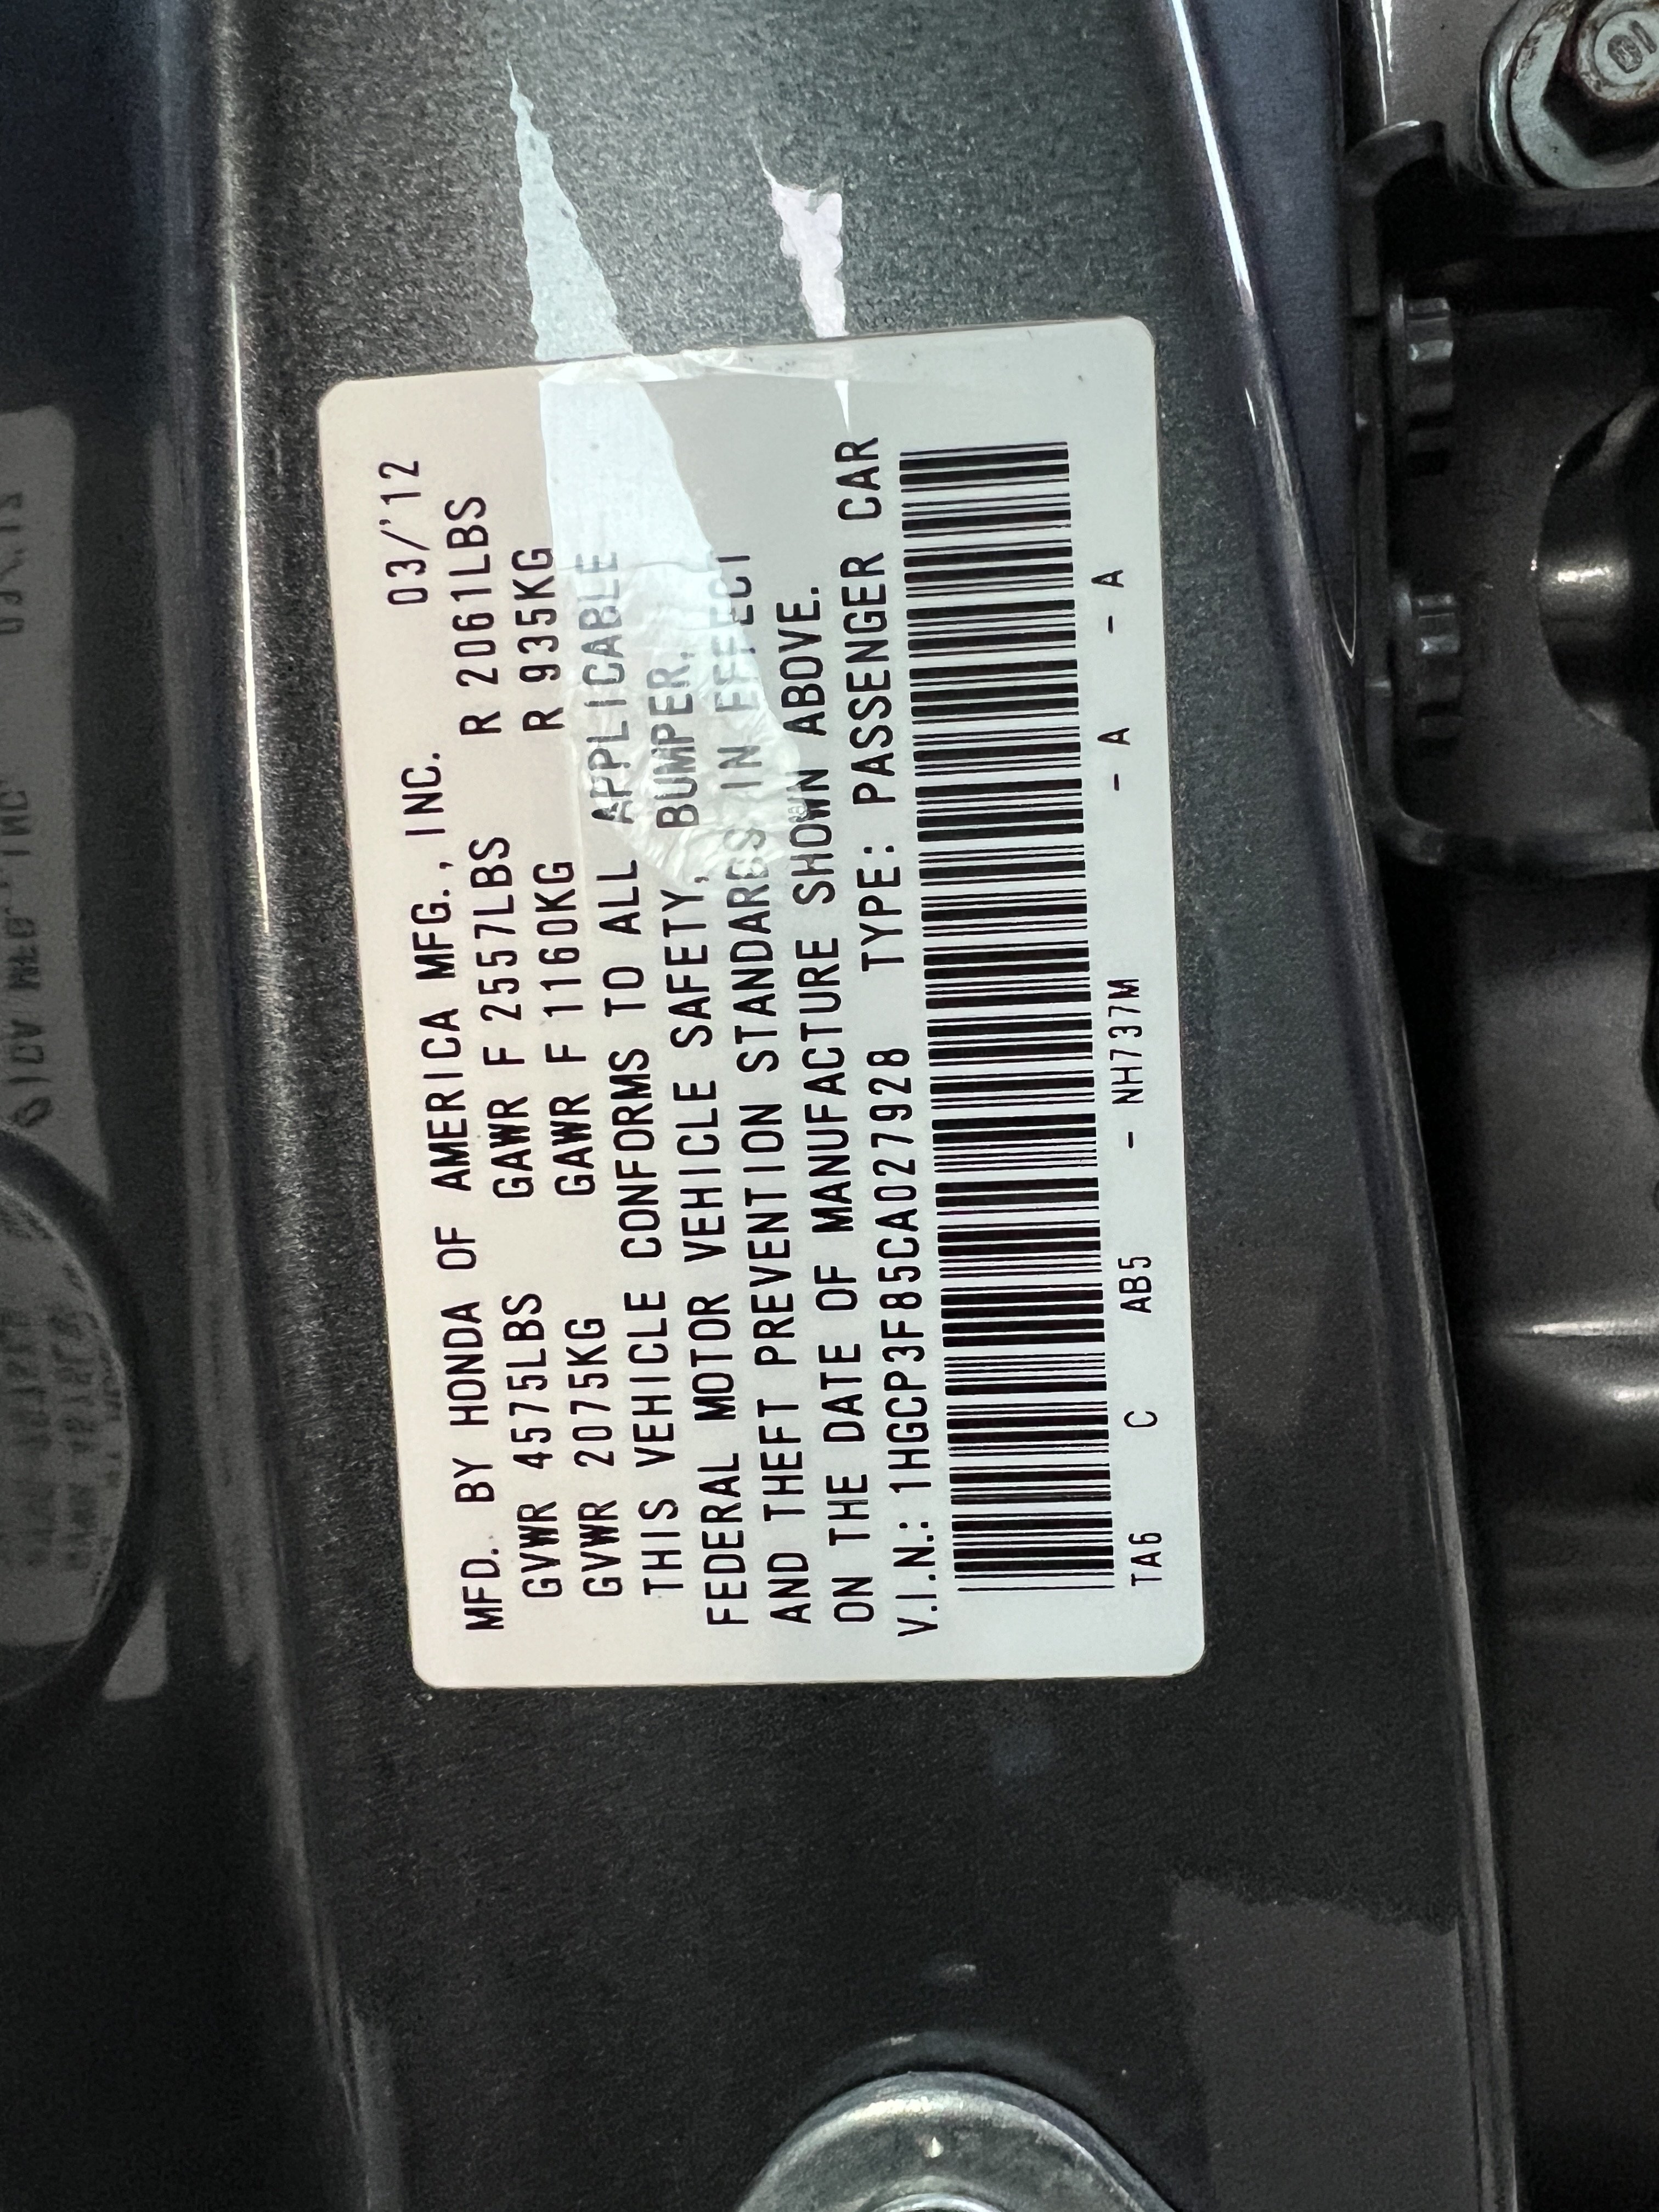 MFD. BY HONDA OF AMERICA MFG., INC. 03/'12
GVWR 4575LBS GAWR F 2557LBS R 2061LBS
GVWR 2075KG GAWR F 1160KG R 935KG
THIS VEHICLE CONFORMS TO ALL APPLICABLE
FEDERAL MOTOR VEHICLE SAFETY, BUMPER,
AND THEFT PREVENTION STANDARDS IN EFFECT
ON THE DATE OF MANUFACTURE SHOWN ABOVE.
V.I.N.: 1HGCP3F85CA027928 TYPE: PASSENGER CAR
TA6 C AB5 - NH737M - A - A